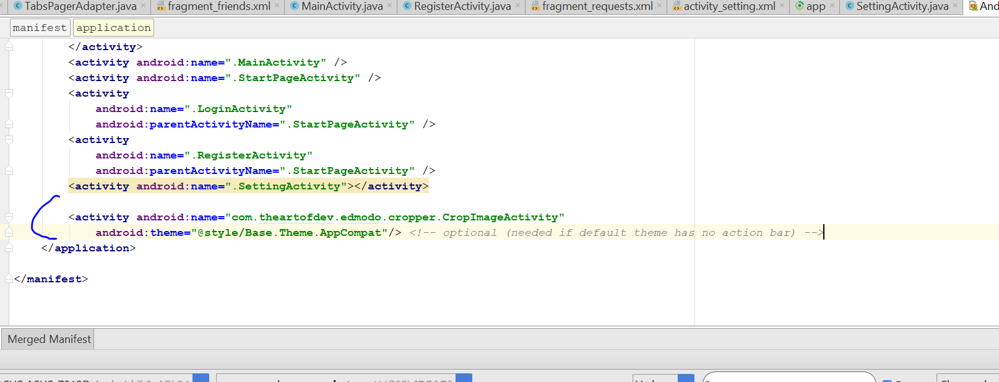 TabsPagerAdapter.java fragment_friends.xml MainActivity.java RegisterActivity.java fragment_requests.xml activity_setting.xml app SettingActivity.java And
manifest application
</activity>
<activity android:name=".MainActivity" />
<activity android:name=".StartPageActivity" />
<activity
android:name=".LoginActivity"
android:parentActivityName=".StartPageActivity" />
<activity
android:name=".RegisterActivity"
android:parentActivityName=".StartPageActivity" />
<activity android:name=".SettingActivity"></activity>
<activity android:name="com.theartofdev.edmodo.cropper.CropImageActivity"
android:theme="@style/Base.Theme.AppCompat"/> <!-- optional (needed if default theme has no action bar) -->
</application>
</manifest>
Merged Manifest